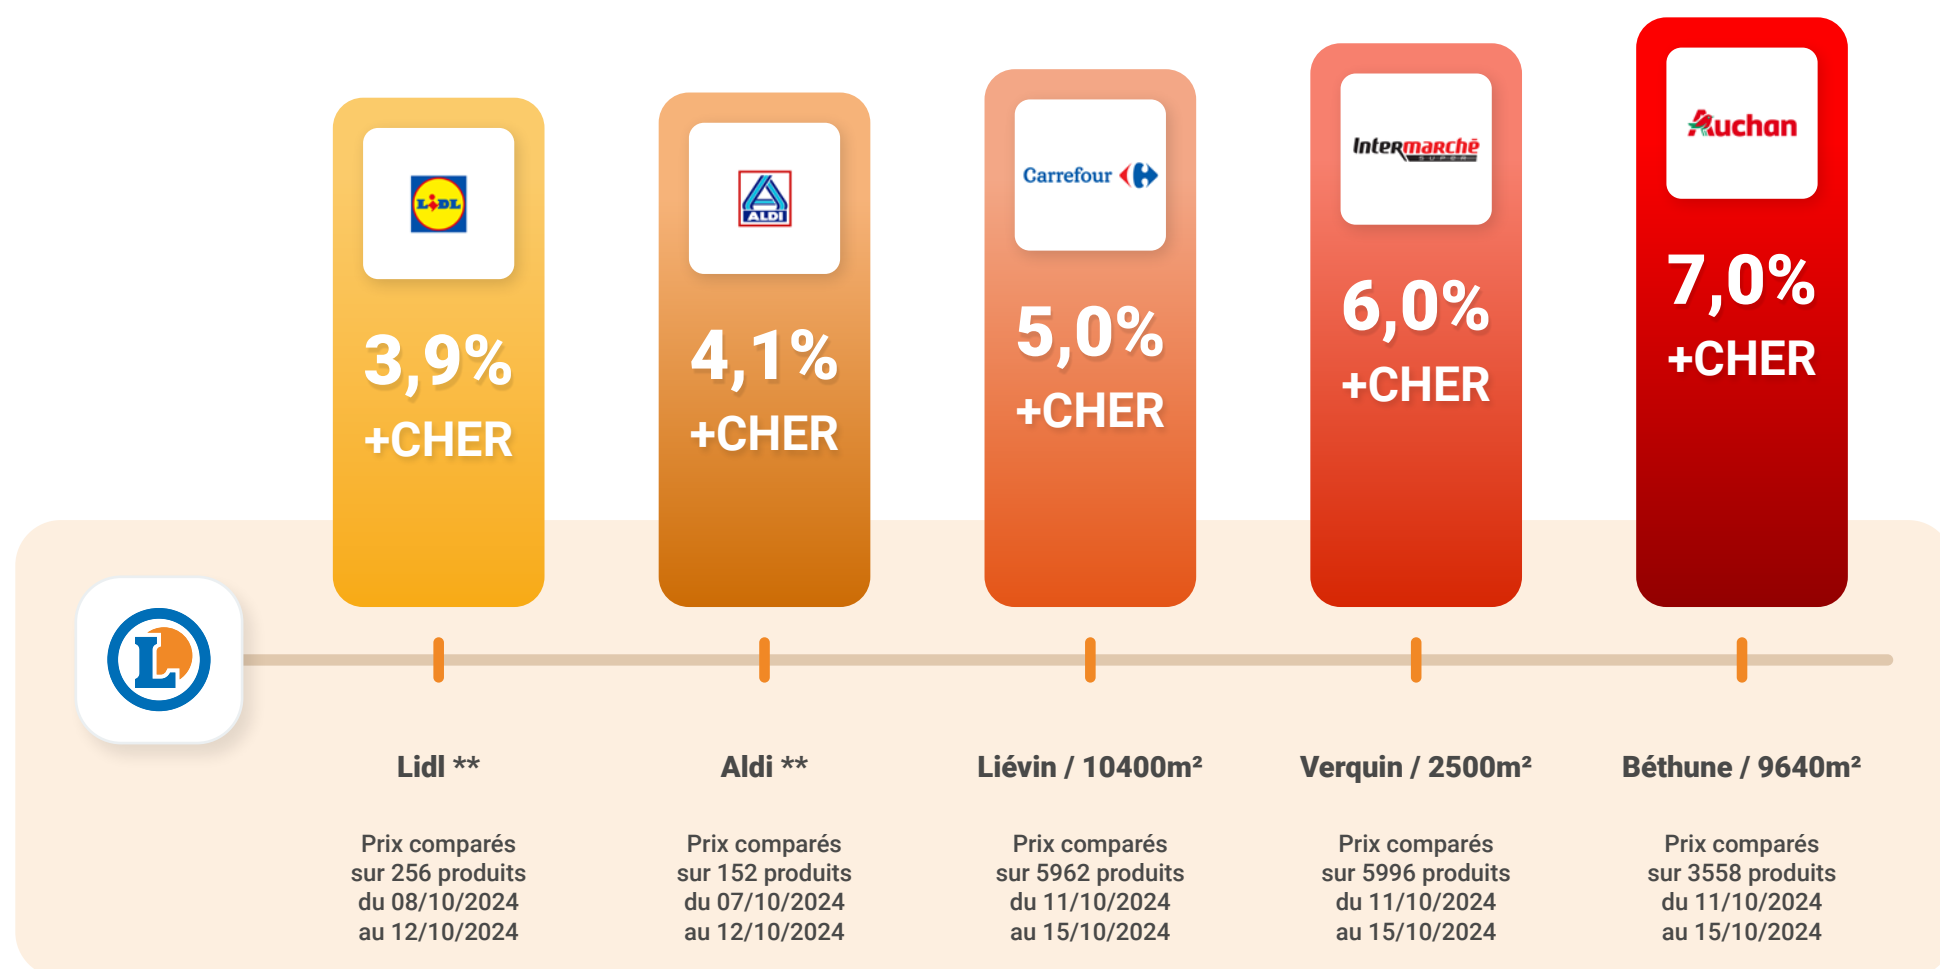 LIDL
3,9%
+CHER
ALDI
4,1%
+CHER
Carrefour
5,0%
+CHER
Intermarchē
SUPER
6,0%
+CHER
Auchan
7,0%
+CHER
L
Lidl **
Prix comparés
sur 256 produits
du 08/10/2024
au 12/10/2024
Aldi **
Prix comparés
sur 152 produits
du 07/10/2024
au 12/10/2024
Liévin / 10400m²
Prix comparés
sur 5962 produits
du 11/10/2024
au 15/10/2024
Verquin / 2500m²
Prix comparés
sur 5996 produits
du 11/10/2024
au 15/10/2024
Béthune / 9640m²
Prix comparés
sur 3558 produits
du 11/10/2024
au 15/10/2024